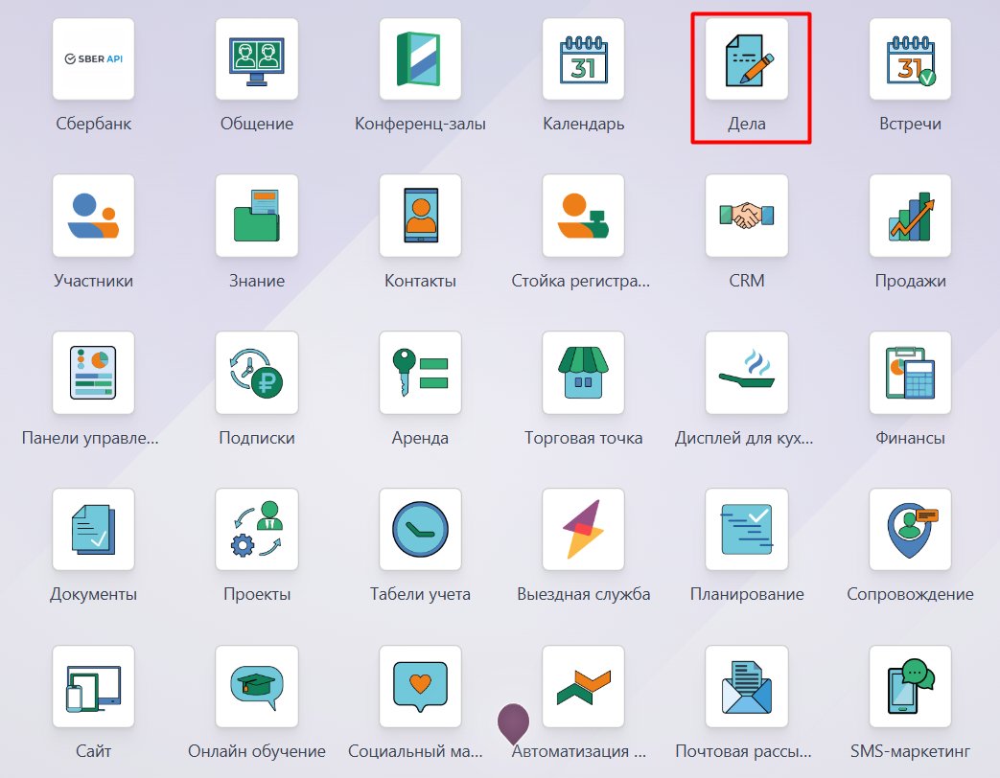 SBER API
31
31
Сбербанк
Общение
Конференц-залы
Календарь
Дела
Встречи
Участники
Знание
Контакты
Стойка регистра...
CRM
Продажи
Панели управле...
Подписки
Аренда
Торговая точка
Дисплей для кух...
Финансы
Документы
Проекты
Табели учета
Выездная служба
Планирование
Сопровождение
Сайт
Онлайн обучение
Социальный ма...
Автоматизация ...
Почтовая рассы...
SMS-маркетинг